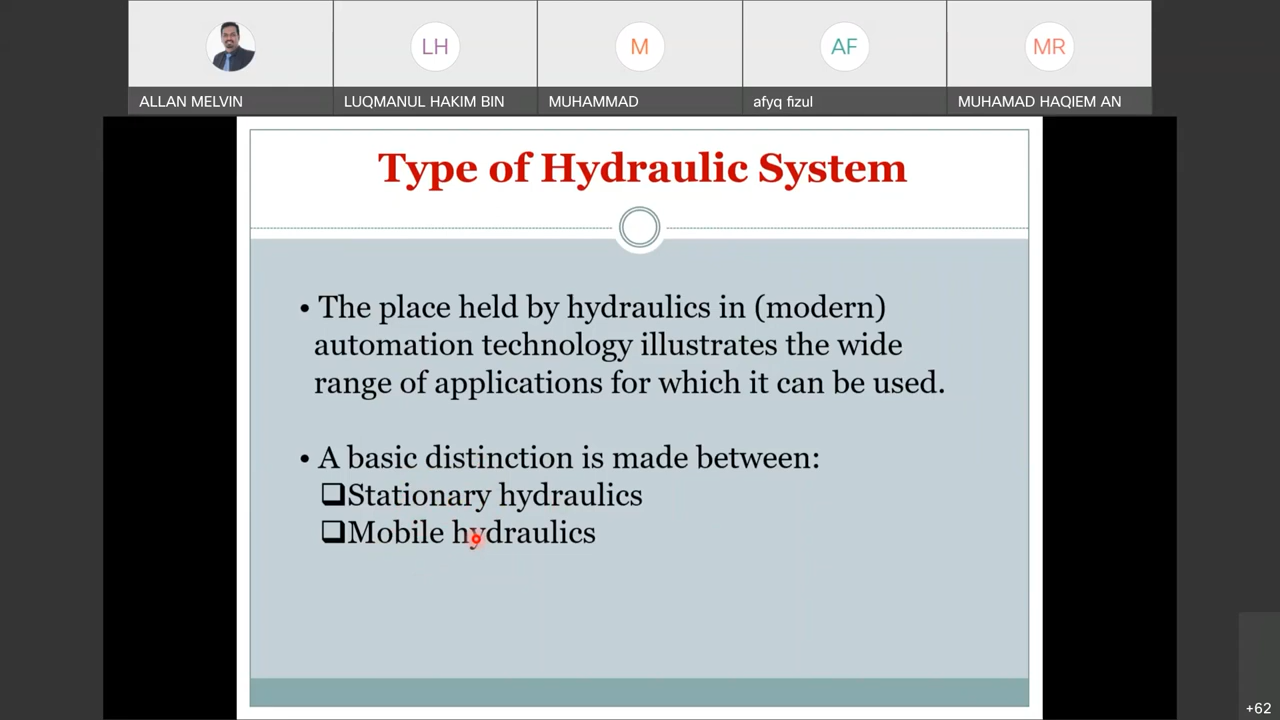 LH
M
AF
MR
ALLAN MELVIN
LUQMANUL HAKIM BIN
MUHAMMAD
afyq fizul
MUHAMAD HAQIEM AN
Type of Hydraulic System
• The place held by hydraulics in (modern)
automation technology illustrates the wide
range of applications for which it can be used.
• A basic distinction is made between:
❑Stationary hydraulics
❑Mobile hydraulics
+62